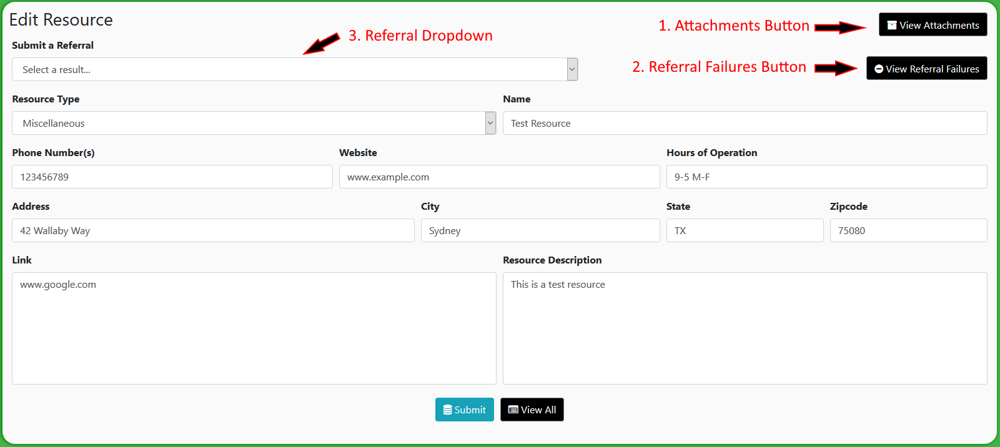 Edit Resource
1. Attachments Button
View Attachments
3. Referral Dropdown
Submit a Referral
Select a result...
2. Referral Failures Button
View Referral Failures
Resource Type
Name
Miscellaneous
Test Resource
Phone Number(s)
Website
Hours of Operation
123456789
www.example.com
9-5 M-F
Address
City
State
Zipcode
42 Wallaby Way
Sydney
TX
75080
Link
Resource Description
www.google.com
This is a test resource
Submit
View All